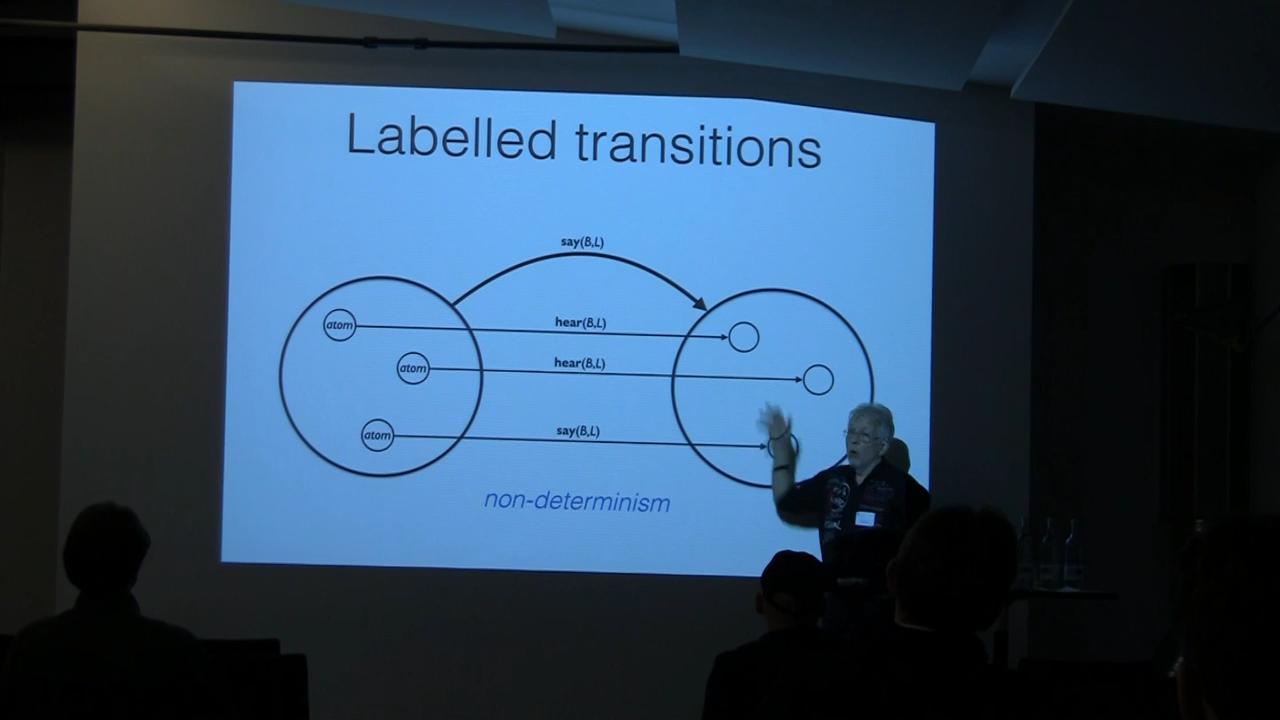 Labelled transitions
say(B,L)
atom
hear(B,L)
atom
hear(B,L)
atom
say(B,L)
non-determinism